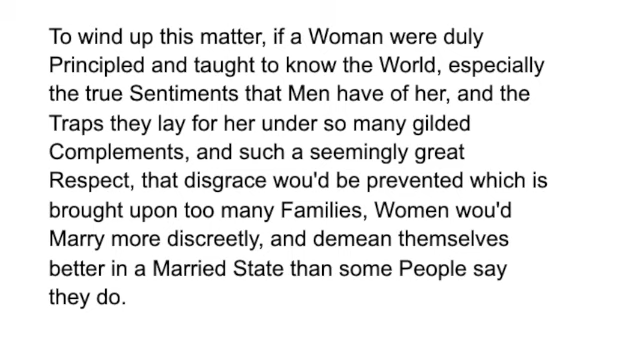 To wind up this matter, if a Woman were duly
Principled and taught to know the World, especially
the true Sentiments that Men have of her, and the
Traps they lay for her under so many gilded
Complements, and such a seemingly great
Respect, that disgrace wou'd be prevented which is
brought upon too many Families, Women wou'd
Marry more discreetly, and demean themselves
better in a Married State than some People say
they do.